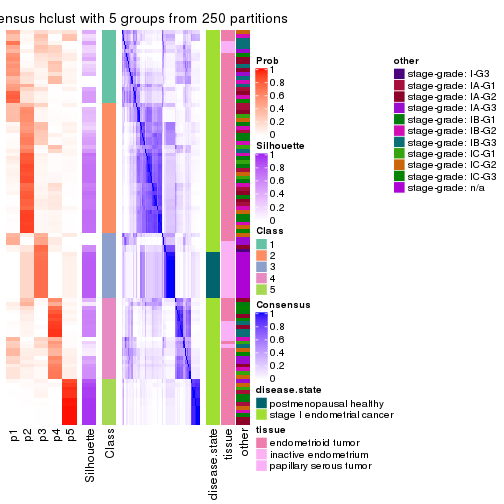 ensus hclust with 5 groups from 250 partitions
Prob
1
0.8
0.6
0.4
0.2
0
Silhouette
1
0.8
0.6
0.4
0.2
0
Class
1
2
3
4
5
Consensus
1
0.8
0.6
0.4
0.2
0
disease.state
postmenopausal healthy
stage I endometrial cancer
tissue
endometrioid tumor
inactive endometrium
papillary serous tumor
other
stage-grade: I-G3
stage-grade: IA-G1
stage-grade: IA-G2
stage-grade: IA-G3
stage-grade: IB-G1
stage-grade: IB-G2
stage-grade: IB-G3
stage-grade: IC-G1
stage-grade: IC-G2
stage-grade: IC-G3
stage-grade: n/a
p1
p2
p3
p4
p5
Silhouette
Class
disease.state
tissue
other